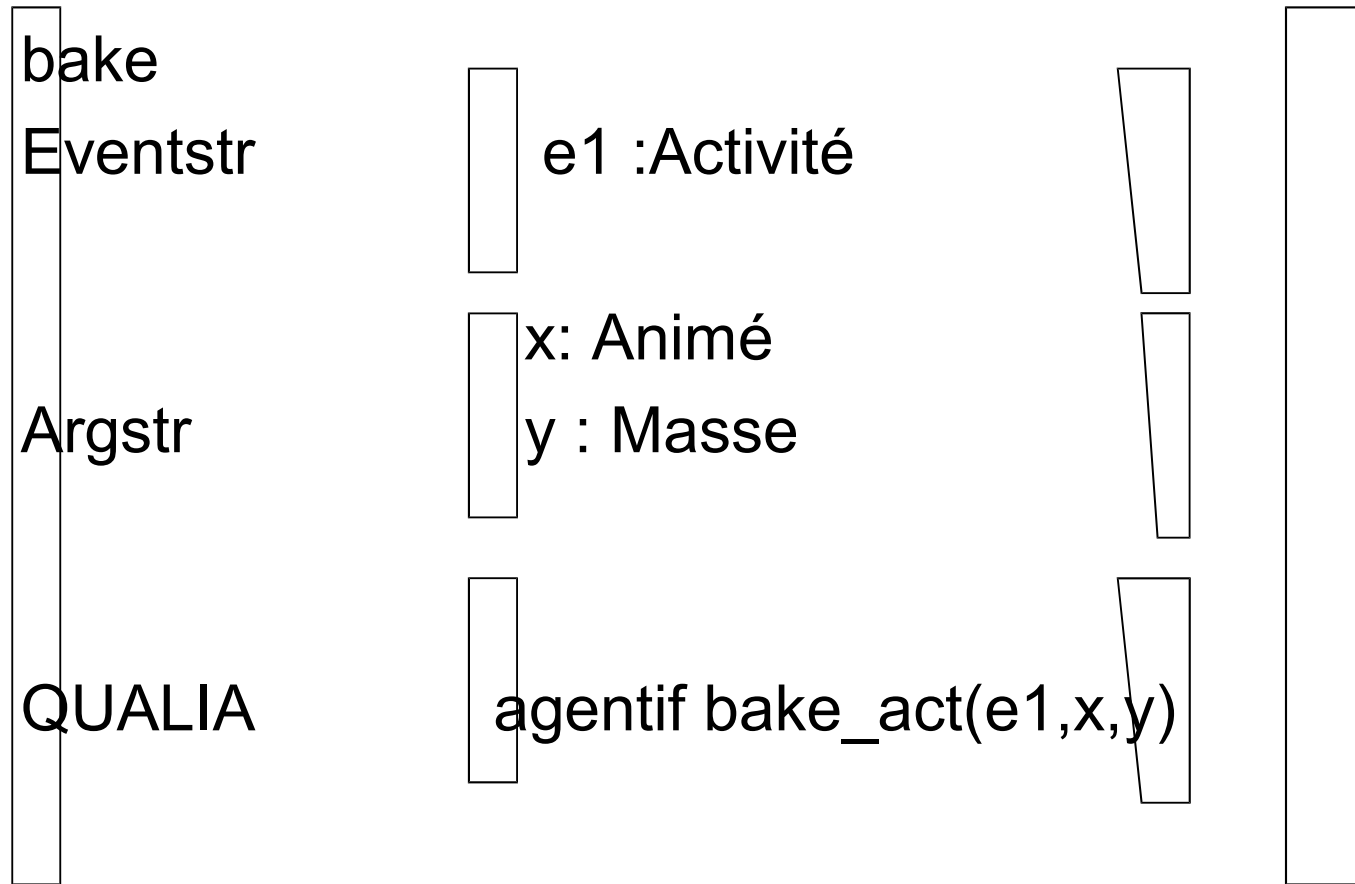 bake
Eventstr e1 :Activité
x: Animé
Argstr y : Masse
QUALIA agentif bake_act(e1,x,y)